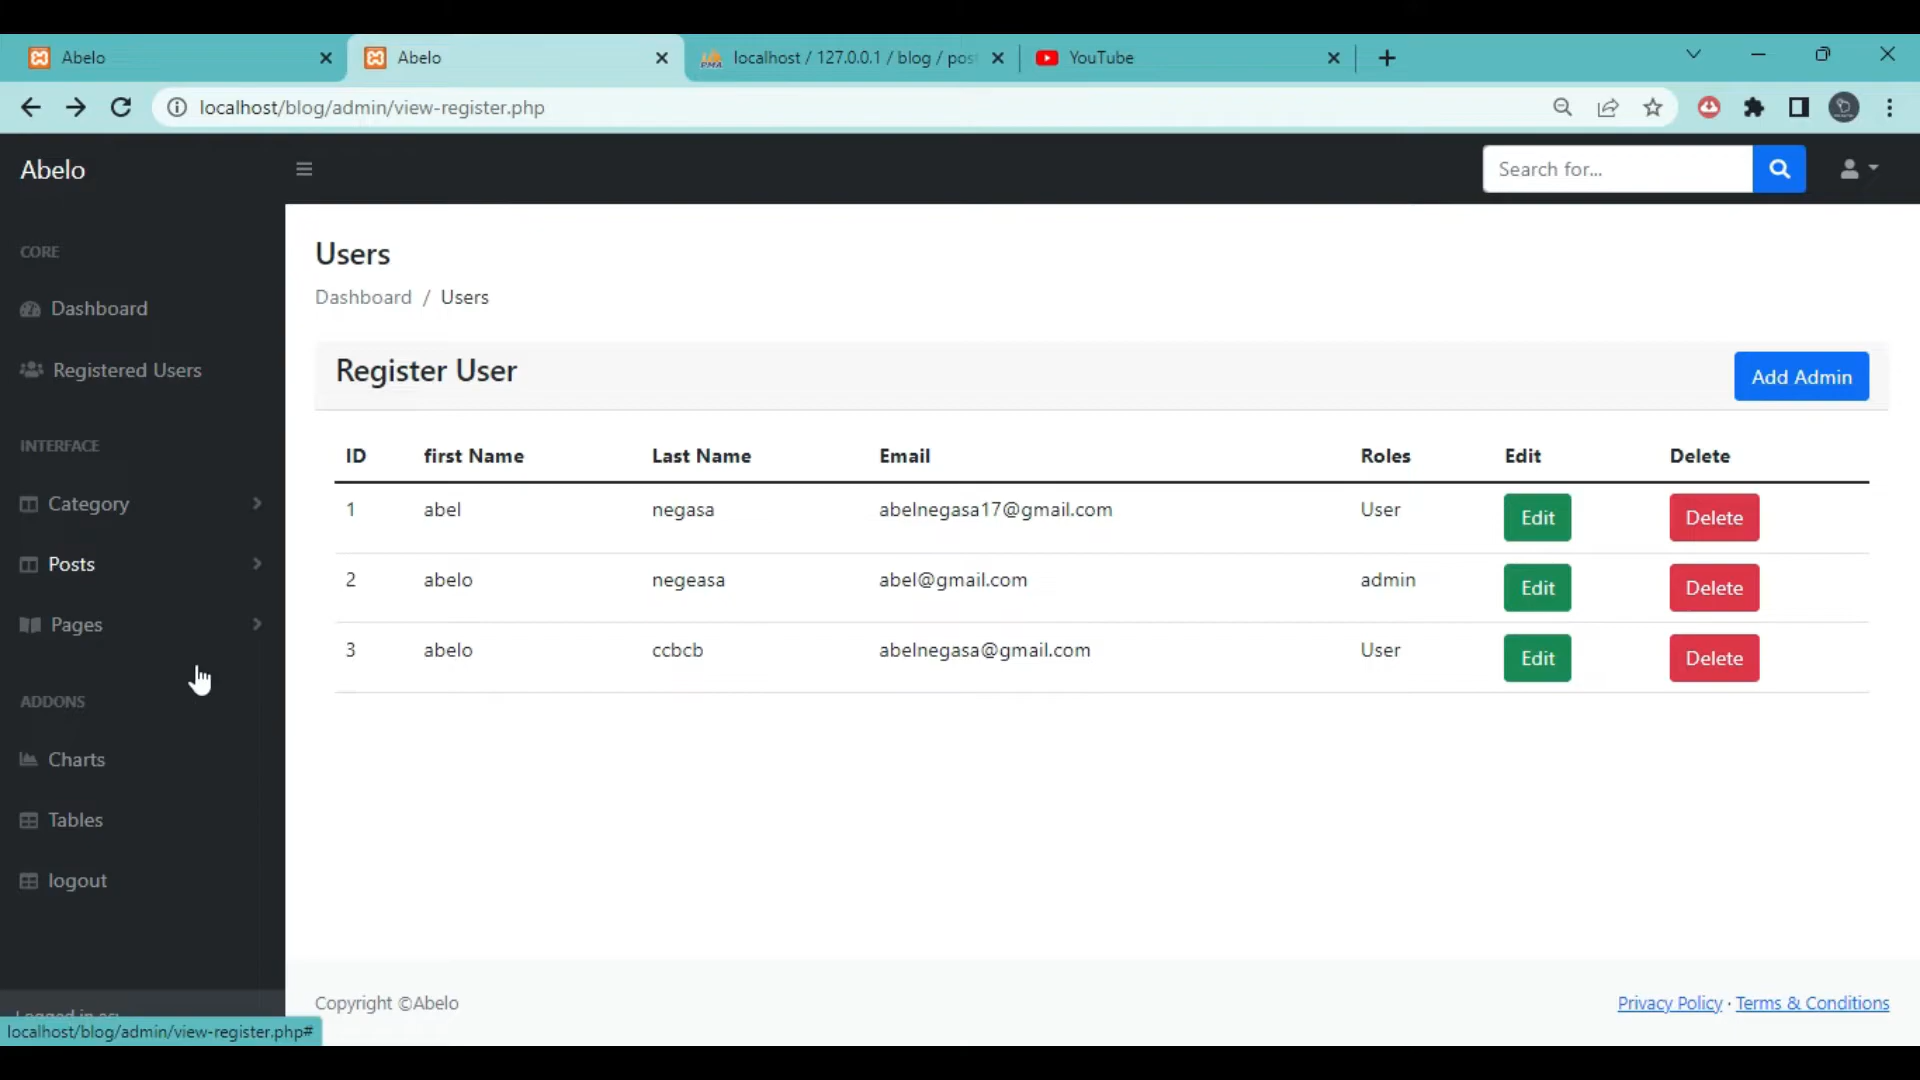 Abelo
Abelo
localhost / 127.0.0.1 / blog / pos
YouTube
localhost/blog/admin/view-register.php
Abelo
Search for...
CORE
Dashboard
Registered Users
INTERFACE
Category
Posts
Pages
ADDONS
Charts
Tables
logout
Logged in as:
localhost/blog/admin/view-register.php#
Users
Dashboard / Users
Register User
Add Admin
ID first Name Last Name Email Roles Edit Delete
1 abel negasa abelnegasa17@gmail.com User Edit Delete
2 abelo negeasa abel@gmail.com admin Edit Delete
3 abelo ccbcb abelnegasa@gmail.com User Edit Delete
Copyright ©Abelo
Privacy Policy · Terms & Conditions